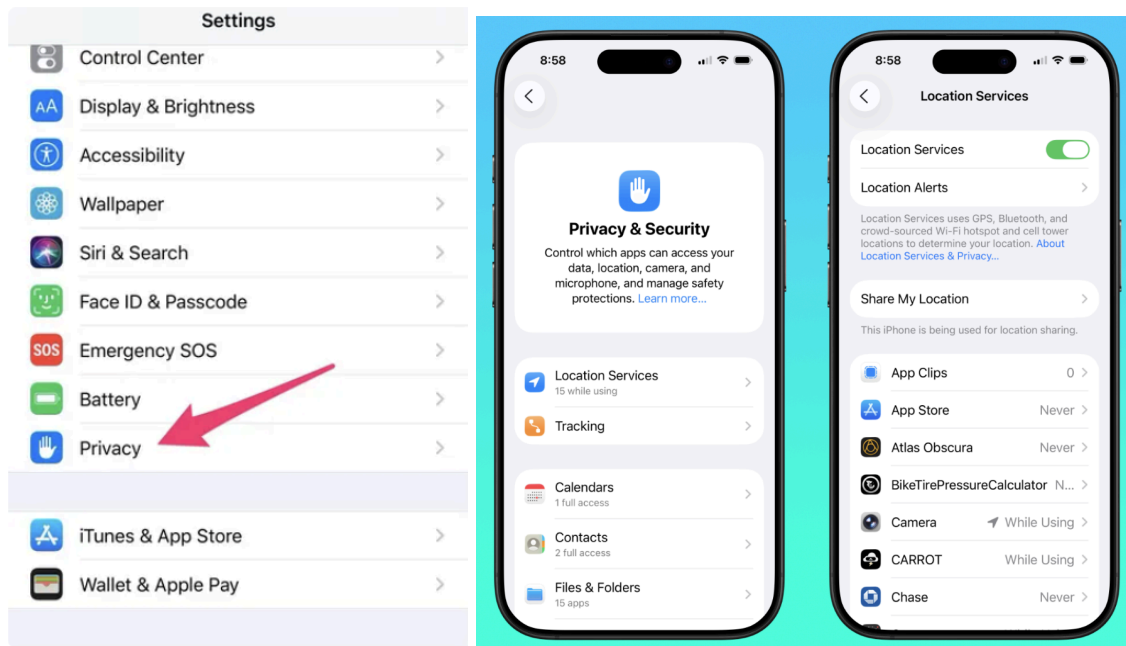 Settings
Control Center
AA
Display & Brightness
Accessibility
Wallpaper
Siri & Search
Face ID & Passcode
SOS
Emergency SOS
Battery
Privacy
iTunes & App Store
Wallet & Apple Pay
8:58
Privacy & Security
Control which apps can access your
data, location, camera, and
microphone, and manage safety
protections. Learn more...
Location Services
15 while using
Tracking
Calendars
1 full access
Contacts
2 full access
Files & Folders
15 apps
8:58
Location Services
Location Services
Location Alerts
Location Services uses GPS, Bluetooth, and
crowd-sourced Wi-Fi hotspot and cell tower
locations to determine your location. About
Location Services & Privacy...
Share My Location
This iPhone is being used for location sharing.
App Clips 0
App Store Never
Atlas Obscura Never
BikeTirePressureCalculator N...
Camera While Using
CARROT While Using
Chase Never